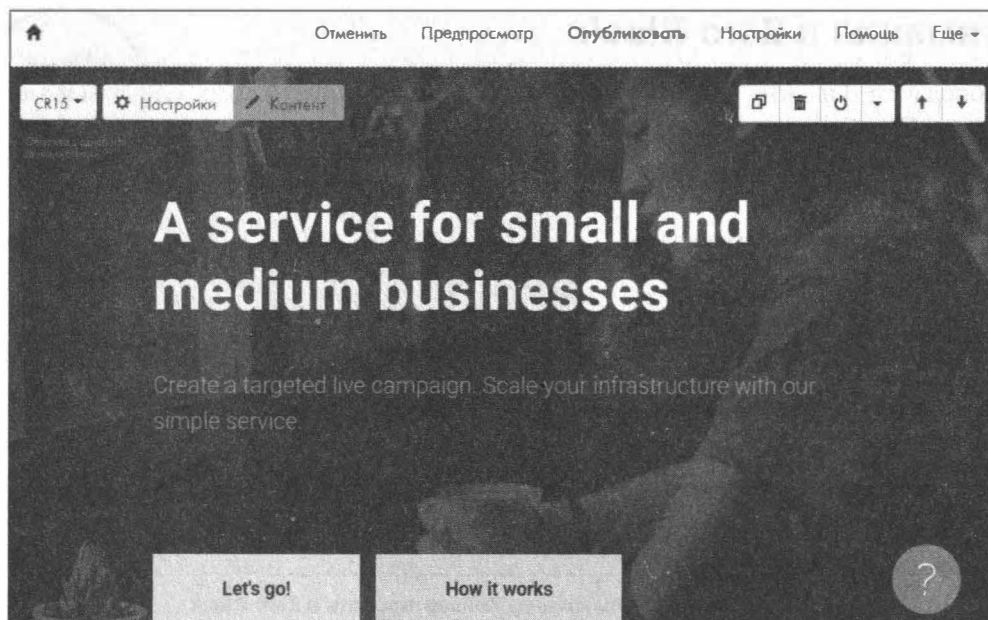 Отменить Предпросмотр Опубликовать Настройки Помощь Еще
CR15 Настройки Контент
A service for small and
medium businesses
Create a targeted live campaign. Scale your infrastructure with our
simple service.
Let's go! How it works
?